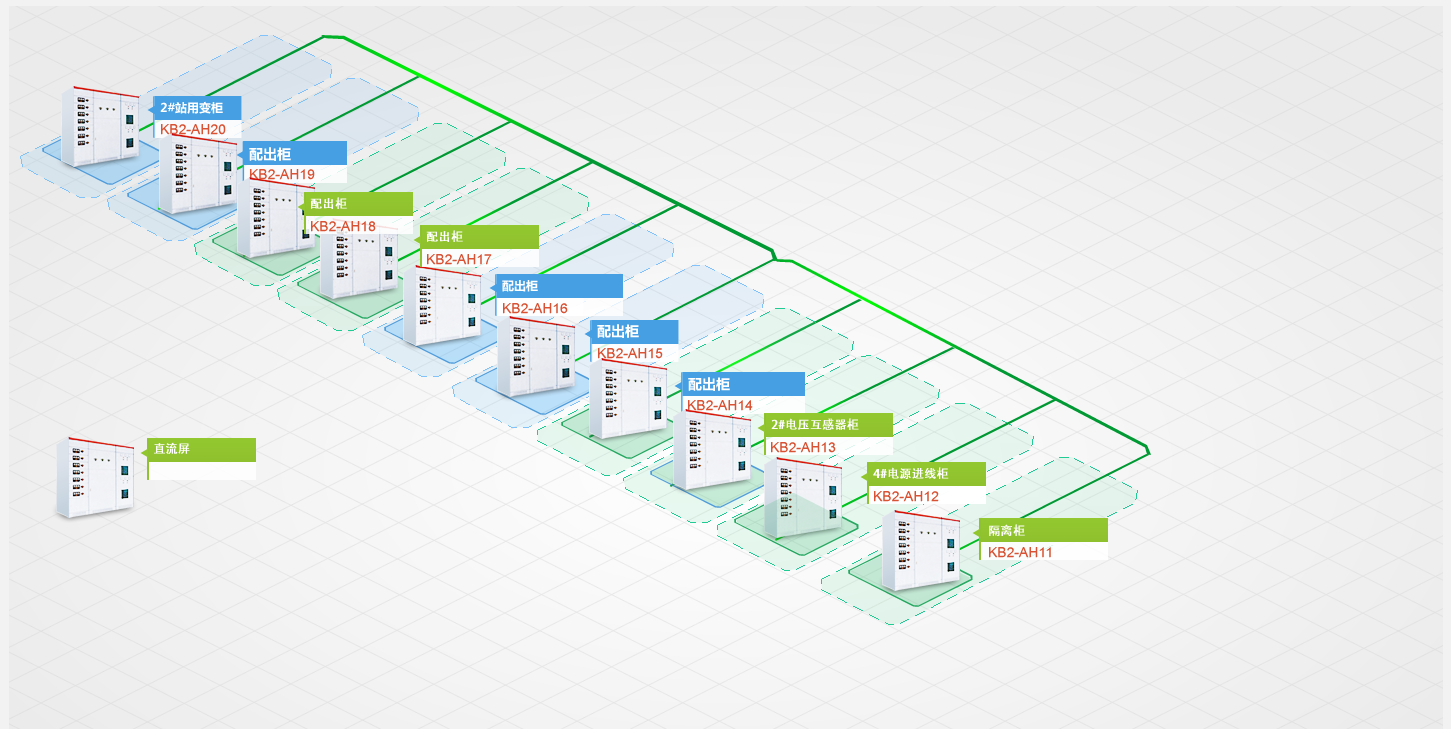 2#站用变柜
KB2-AH20
配出柜
KB2-AH19
配出柜
KB2-AH18
配出柜
KB2-AH17
配出柜
KB2-AH16
配出柜
KB2-AH15
配出柜
KB2-AH14
2#电压互感器柜
KB2-AH13
直流屏
4#电源进线柜
KB2-AH12
隔离柜
KB2-AH11